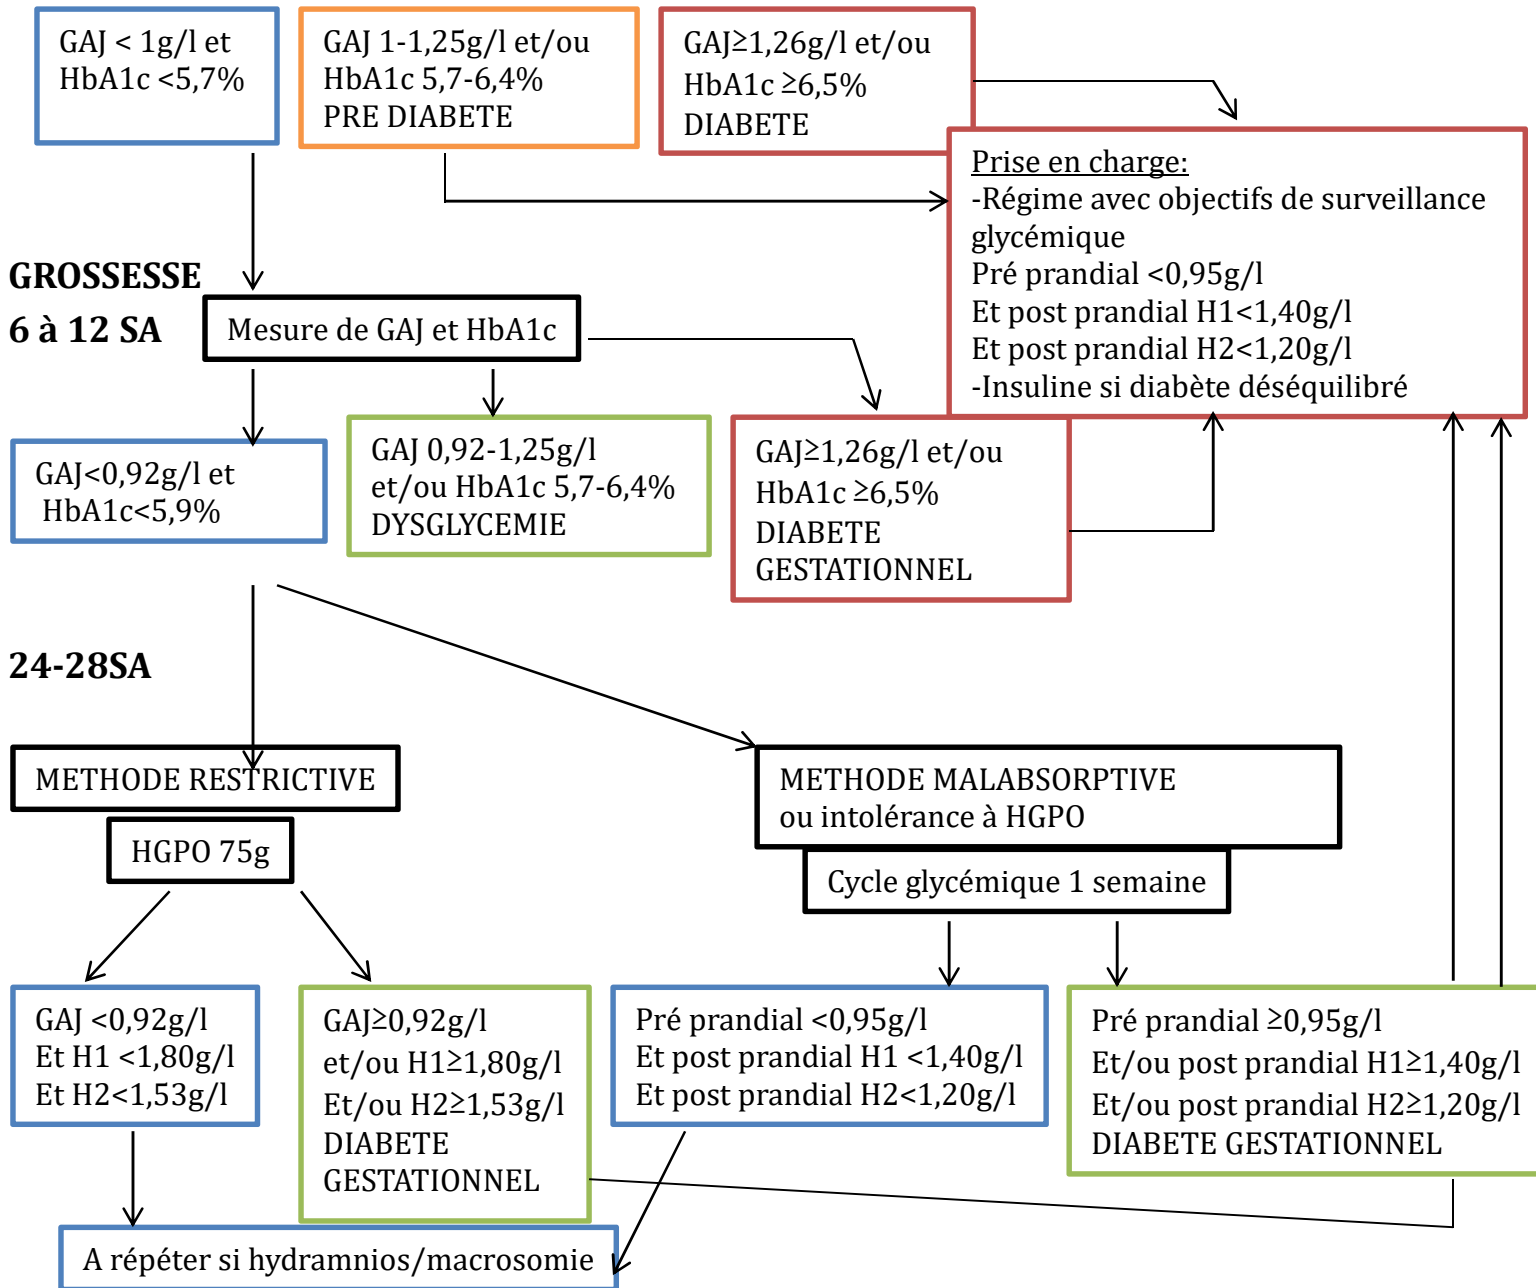 GAJ < 1g/l et
HbA1c <5,7%
GAJ 1-1,25g/l et/ou
HbA1c 5,7-6,4%
PRE DIABETE
GAJ≥1,26g/l et/ou
HbA1c ≥6,5%
DIABETE
Prise en charge:
-Régime avec objectifs de surveillance
glycémique
Pré prandial <0,95g/l
Et post prandial H1<1,40g/l
Et post prandial H2<1,20g/l
-Insuline si diabète déséquilibré
GROSSESSE
6 à 12 SA
Mesure de GAJ et HbA1c
GAJ<0,92g/l et
HbA1c<5,9%
GAJ 0,92-1,25g/l
et/ou HbA1c 5,7-6,4%
DYSGLYCEMIE
GAJ≥1,26g/l et/ou
HbA1c ≥6,5%
DIABETE
GESTATIONNEL
24-28SA
METHODE RESTRICTIVE
HGPO 75g
METHODE MALABSORPTIVE
ou intolérance à HGPO
Cycle glycémique 1 semaine
GAJ <0,92g/l
Et H1 <1,80g/l
Et H2<1,53g/l
GAJ≥0,92g/l
et/ou H1≥1,80g/l
Et/ou H2≥1,53g/l
DIABETE
GESTATIONNEL
Pré prandial <0,95g/l
Et post prandial H1 <1,40g/l
Et post prandial H2<1,20g/l
Pré prandial ≥0,95g/l
Et/ou post prandial H1≥1,40g/l
Et/ou post prandial H2≥1,20g/l
DIABETE GESTATIONNEL
A répéter si hydramnios/macrosomie